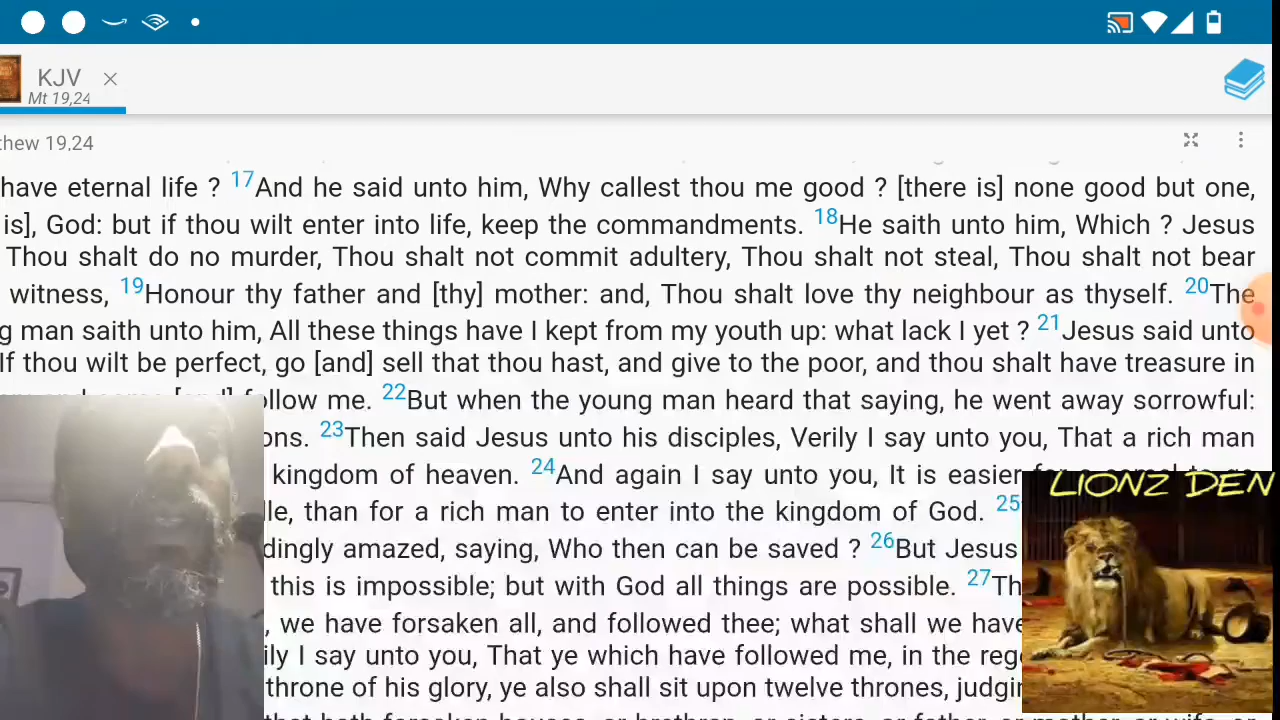 KJV
Mt 19,24
thew 19,24
have eternal life ? 17And he said unto him, Why callest thou me good ? [there is] none good but one,
is], God: but if thou wilt enter into life, keep the commandments. 18He saith unto him, Which ? Jesus
Thou shalt do no murder, Thou shalt not commit adultery, Thou shalt not steal, Thou shalt not bear
witness, 19Honour thy father and [thy] mother: and, Thou shalt love thy neighbour as thyself. 20The
g man saith unto him, All these things have I kept from my youth up: what lack I yet ? 21Jesus said unto
If thou wilt be perfect, go [and] sell that thou hast, and give to the poor, and thou shalt have treasure in
follow me. 22But when the young man heard that saying, he went away sorrowful:
ons. 23Then said Jesus unto his disciples, Verily I say unto you, That a rich man
kingdom of heaven. 24And again I say unto you, It is easier
LIONZ DEN
le, than for a rich man to enter into the kingdom of God. 25
dingly amazed, saying, Who then can be saved ? 26But Jesus
this is impossible; but with God all things are possible. 27Th
, we have forsaken all, and followed thee; what shall we have
ily I say unto you, That ye which have followed me, in the reg
throne of his glory, ye also shall sit upon twelve thrones, judgin